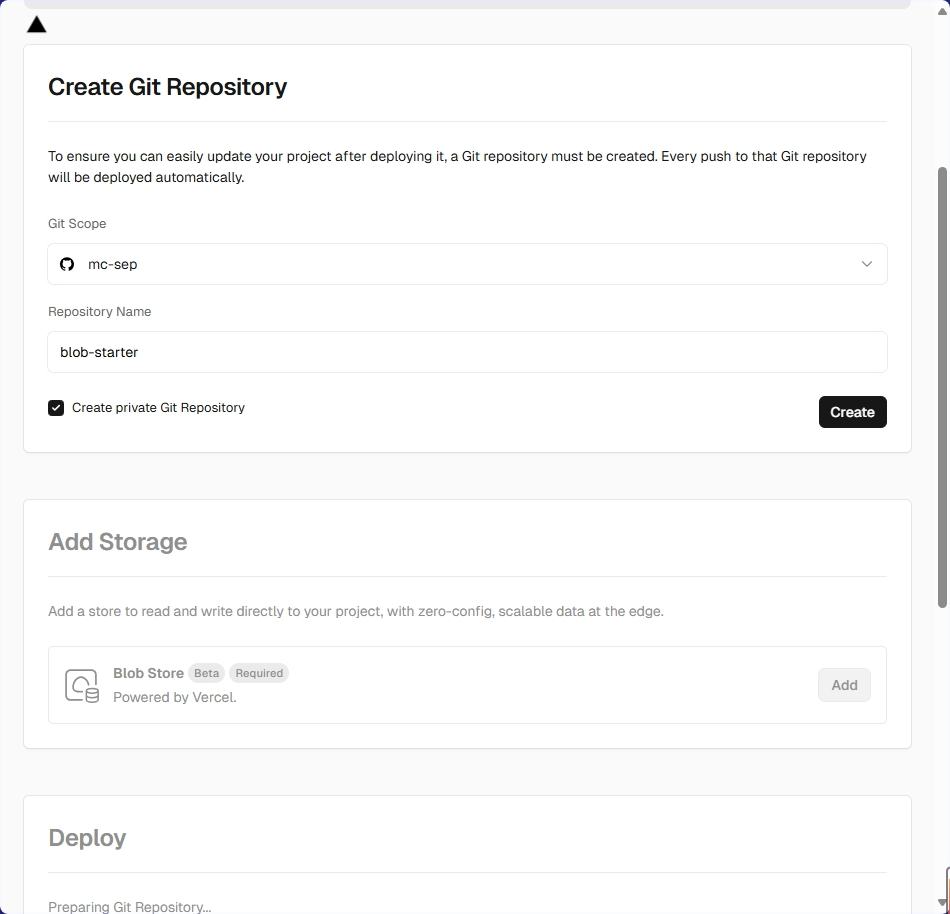 Create Git Repository
To ensure you can easily update your project after deploying it, a Git repository must be created. Every push to that Git repository
will be deployed automatically.
Git Scope
mc-sep
Repository Name
blob-starter
Create private Git Repository
Create
Add Storage
Add a store to read and write directly to your project, with zero-config, scalable data at the edge.
Blob Store Beta Required
Powered by Vercel.
Add
Deploy
Preparing Git Repository...